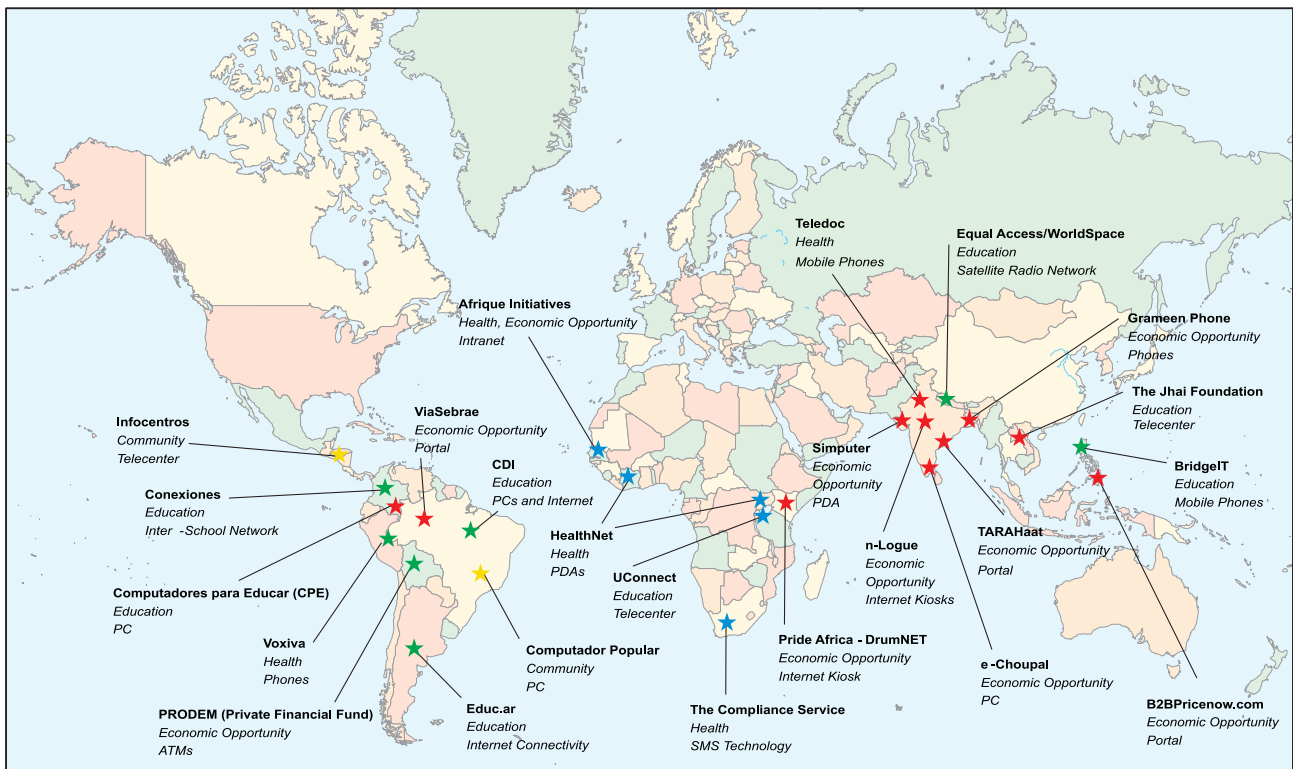 Teledoc
Health
Mobile Phones
Equal Access/WorldSpace
Education
Satellite Radio Network
Afrique Initiatives
Health, Economic Opportunity
Intranet
Grameen Phone
Economic Opportunity
Phones
The Jhai Foundation
Education
Telecenter
ViaSebrae
Economic Opportunity
Portal
Infocentros
Community
Telecenter
CDI
Education
PCs and Internet
Simputer
Economic
Opportunity
PDA
BridgeIT
Education
Mobile Phones
Conexiones
Education
Inter -School Network
HealthNet
Health
PDAs
n-Logue
Economic
Opportunity
Internet Kiosks
TARAHaat
Economic Opportunity
Portal
UConnect
Education
Telecenter
Computadores para Educar (CPE)
Education
PC
Voxiva
Health
Phones
Computador Popular
Community
PC
Pride Africa - DrumNET
Economic Opportunity
Internet Kiosk
e -Choupal
Economic Opportunity
PC
PRODEM (Private Financial Fund)
Economic Opportunity
ATMs
Educ.ar
Education
Internet Connectivity
The Compliance Service
Health
SMS Technology
B2BPricenow.com
Economic Opportunity
Portal